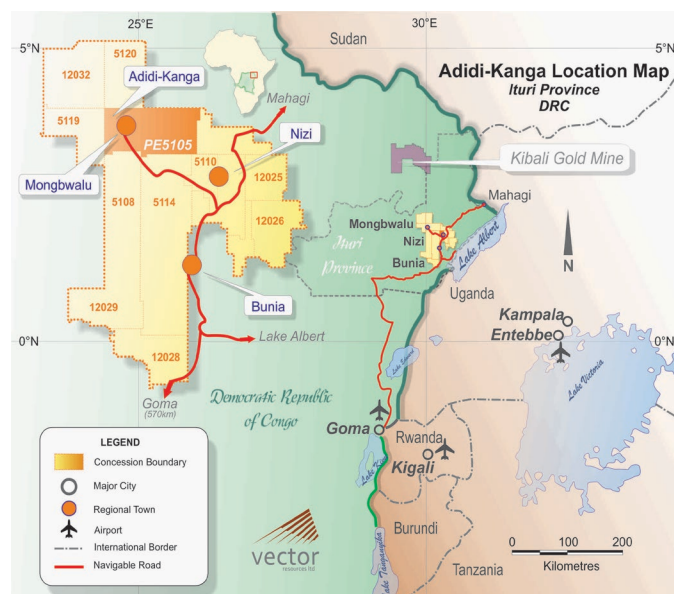 25°E
30°E
5°N
5°N
Sudan
Adidi-Kanga Location Map
Ituri Province
DRC
5120
12032
Adidi-Kanga
Mahagi
5119
PE5105
Nizi
Kibali Gold Mine
5110
Mongbwalu
12025
Mahagi
5108
5114
12026
Mongbwalu
Nizi
Bunia
Ituri
Province
Lake Albert
N
Uganda
Bunia
Kampala
Entebbe
12029
Lake Albert
0°N
0°N
12028
Goma
(570km)
Democratic Republic
of Congo
Lake Victoria
Goma
Rwanda
Kigali
LEGEND
Concession Boundary
Major City
Regional Town
Airport
International Border
Navigable Road
vector
resources ltd
Burundi
Tanzania
Lake Tanganyika
0
100
200
Kilometres
25°E
30°E